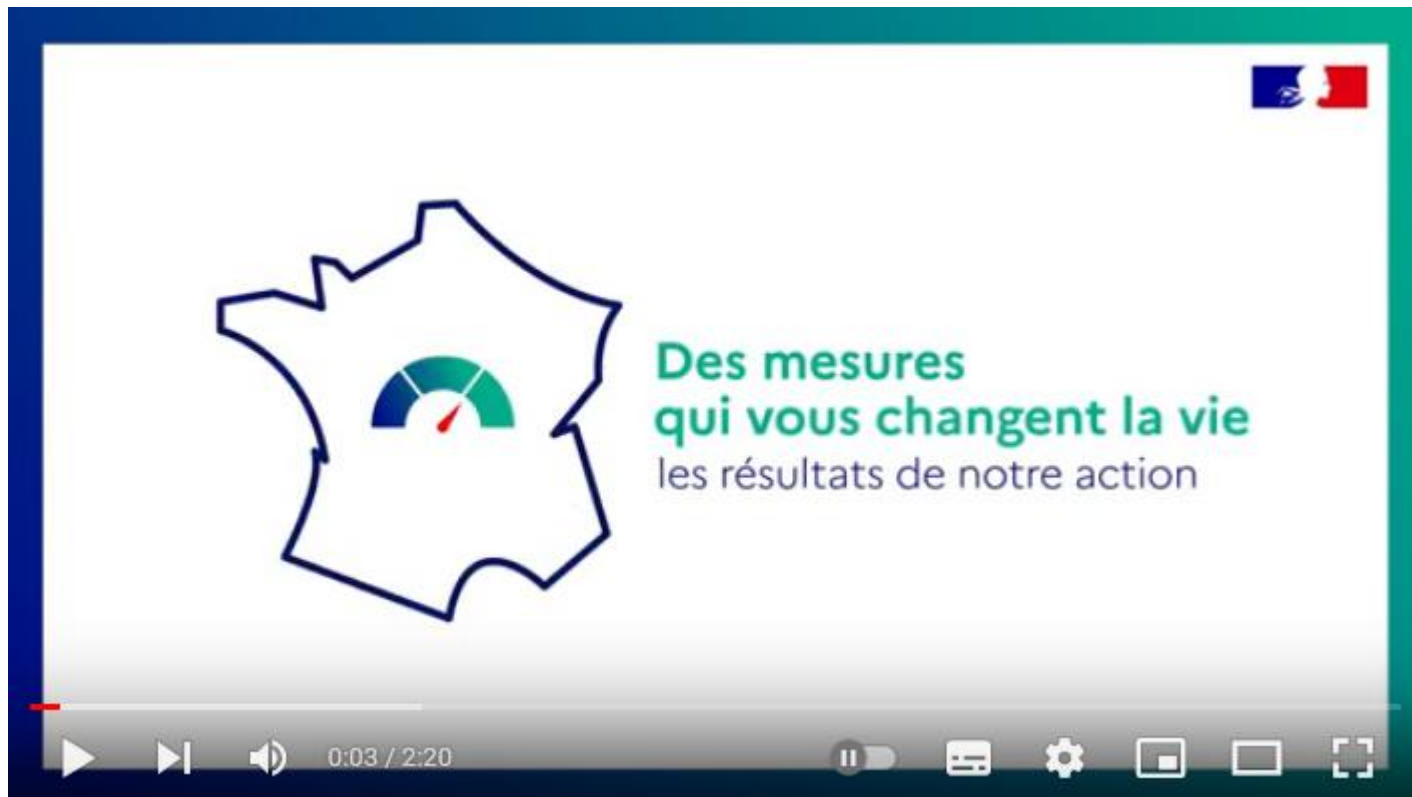 Des mesures
qui vous changent la vie
les résultats de notre action
0:03 / 2:20